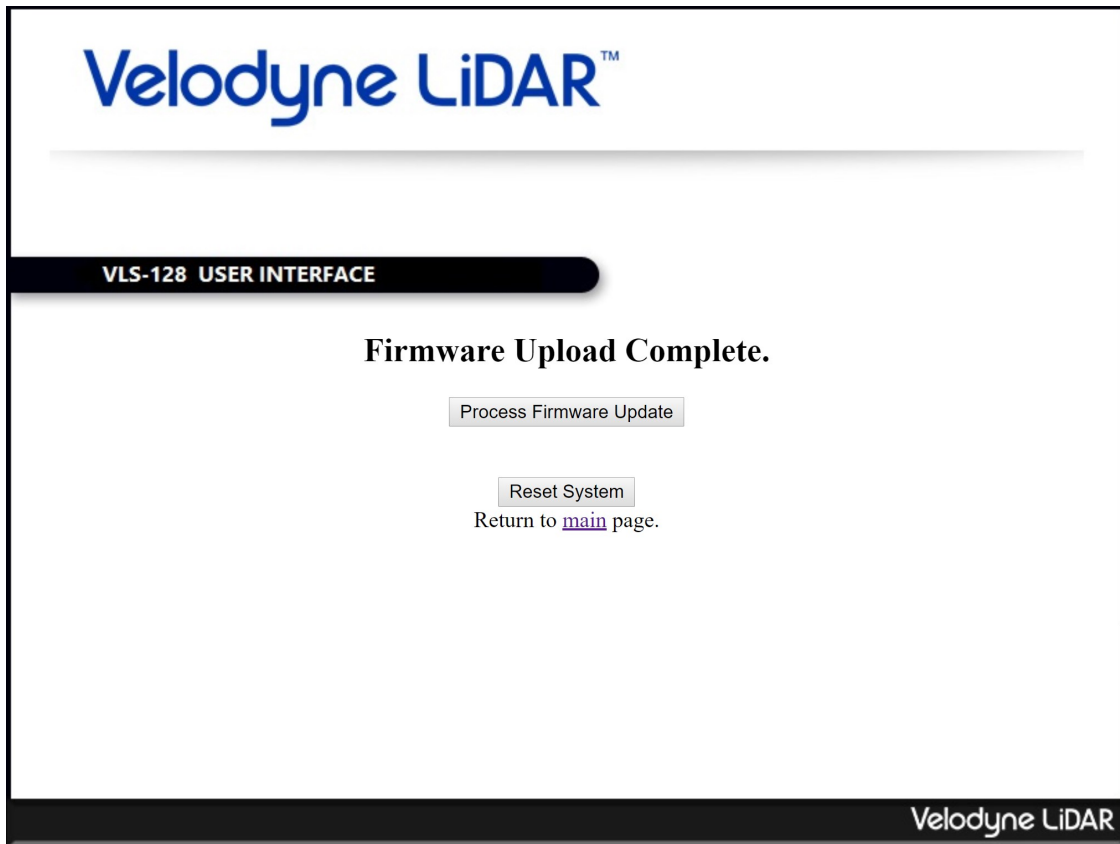 Velodyne LiDAR™
VLS-128 USER INTERFACE
Firmware Upload Complete.
Process Firmware Update
Reset System
Return to main page.
Velodyne LiDAR